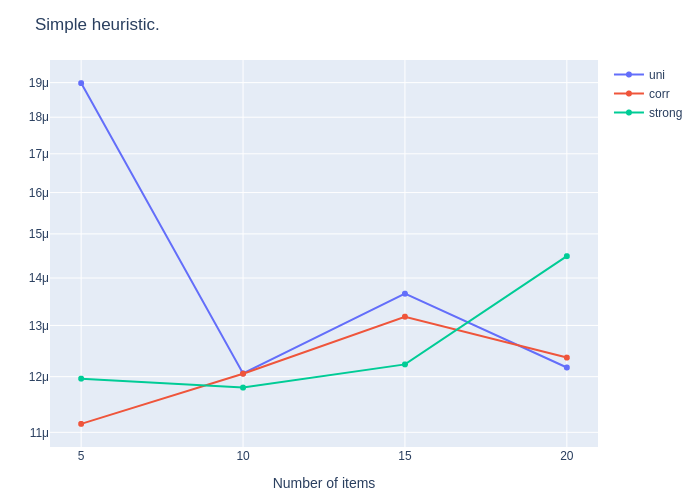 Simple heuristic.
uni
corr
strong
19μ
18μ
17μ
16μ
15μ
14μ
13μ
12μ
11μ
5 10 15 20
Number of items